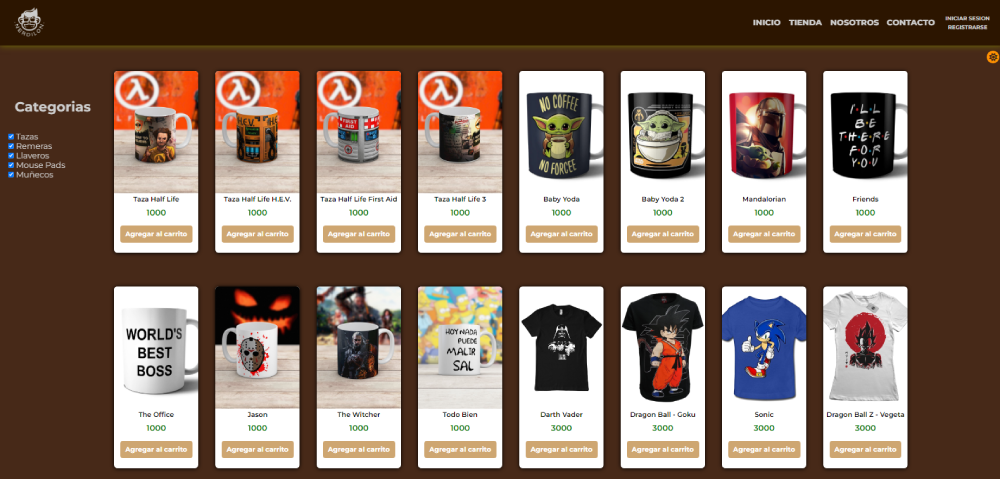 NERDILON
INICIO TIENDA NOSOTROS CONTACTO
INICIAR SESION
REGISTRARSE
Categorias
Tazas
Remeras
Llaveros
Mouse Pads
Muñecos
H.E.V.
FIRST AID
NO COFFEE
NO FORCEE
I'LL
BE
THERE
FOR
YOU
Taza Half Life
1000
Agregar al carrito
Taza Half Life H.E.V.
1000
Agregar al carrito
Taza Half Life First Aid
1000
Agregar al carrito
Taza Half Life 3
1000
Agregar al carrito
Baby Yoda
1000
Agregar al carrito
Baby Yoda 2
1000
Agregar al carrito
Mandalorian
1000
Agregar al carrito
Friends
1000
Agregar al carrito
WORLD'S
BEST
BOSS
HOY NADA
PUEDE
MALIR
SAL
The Office
1000
Agregar al carrito
Jason
1000
Agregar al carrito
The Witcher
1000
Agregar al carrito
Todo Bien
1000
Agregar al carrito
Darth Vader
3000
Agregar al carrito
Dragon Ball - Goku
3000
Agregar al carrito
Sonic
3000
Agregar al carrito
Dragon Ball Z - Vegeta
3000
Agregar al carrito